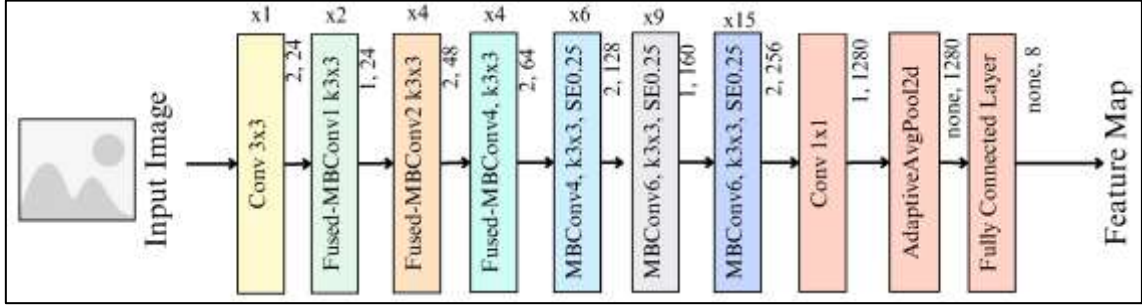 Input Image
x1
Conv 3x3
2, 24
x2
Fused-MBConv1 k3x3
1, 24
x4
Fused-MBConv2 k3x3
2, 48
x4
Fused-MBConv4, k3x3
2, 64
x6
MBConv4, k3x3, SE0.25
2, 128
x9
MBConv6, k3x3, SE0.25
1, 160
x15
MBConv6, k3x3, SE0.25
2, 256
Conv 1x1
1, 1280
AdaptiveAvgPool2d
none, 1280
Fully Connected Layer
none, 8
Feature Map